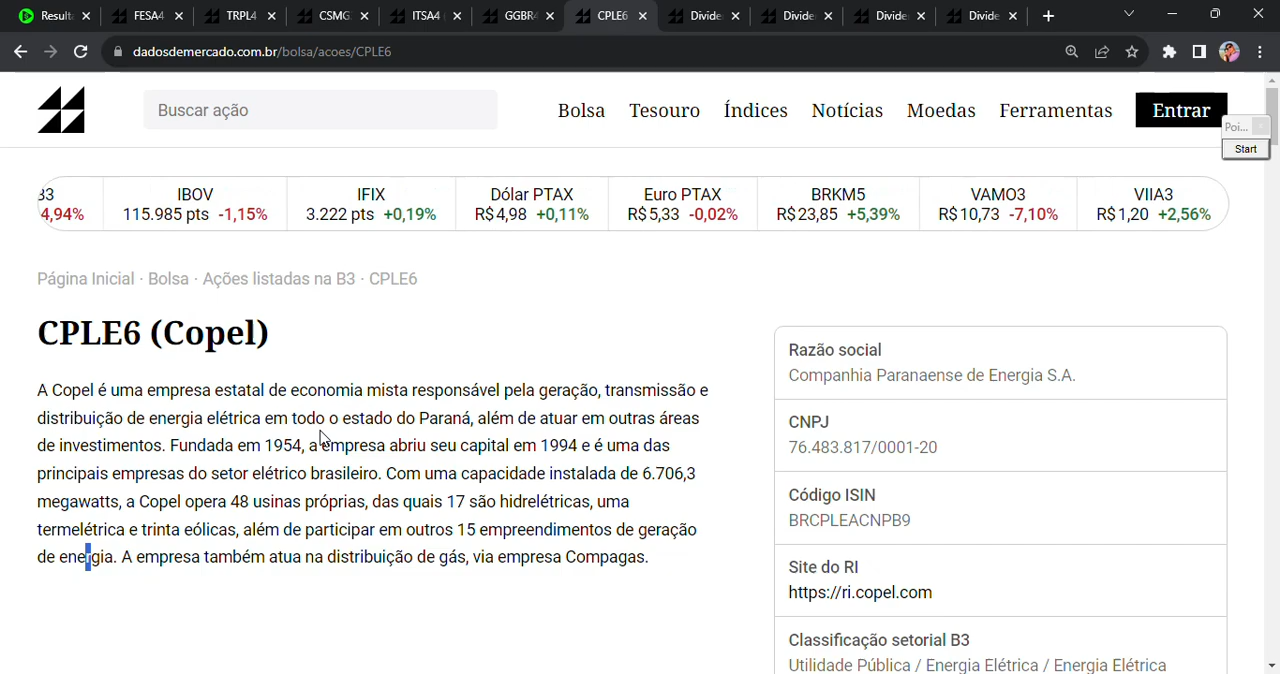 Result
FESA4
TRPL4
CSMG
ITSA4
GGBR4
CPLE6
Divide
Divide
Divide
Divide
dadosdemercado.com.br/bolsa/acoes/CPLE6
Buscar ação
Bolsa
Tesouro
Índices
Notícias
Moedas
Ferramentas
Entrar
Poi...
Start
B3
IBOV
IFIX
Dólar PTAX
Euro PTAX
BRKM5
VAMO3
VIIA3
4,94%
115.985 pts -1,15%
3.222 pts +0,19%
R$4,98 +0,11%
R$5,33 -0,02%
R$23,85 +5,39%
R$10,73 -7,10%
R$1,20 +2,56%
Página Inicial · Bolsa · Ações listadas na B3 · CPLE6
CPLE6 (Copel)
A Copel é uma empresa estatal de economia mista responsável pela geração, transmissão e
distribuição de energia elétrica em todo o estado do Paraná, além de atuar em outras áreas
de investimentos. Fundada em 1954, a empresa abriu seu capital em 1994 e é uma das
principais empresas do setor elétrico brasileiro. Com uma capacidade instalada de 6.706,3
megawatts, a Copel opera 48 usinas próprias, das quais 17 são hidrelétricas, uma
termelétrica e trinta eólicas, além de participar em outros 15 empreendimentos de geração
de energia. A empresa também atua na distribuição de gás, via empresa Compagas.
Razão social
Companhia Paranaense de Energia S.A.
CNPJ
76.483.817/0001-20
Código ISIN
BRCPLEACNPB9
Site do RI
https://ri.copel.com
Classificação setorial B3
Utilidade Pública / Energia Elétrica / Energia Elétrica